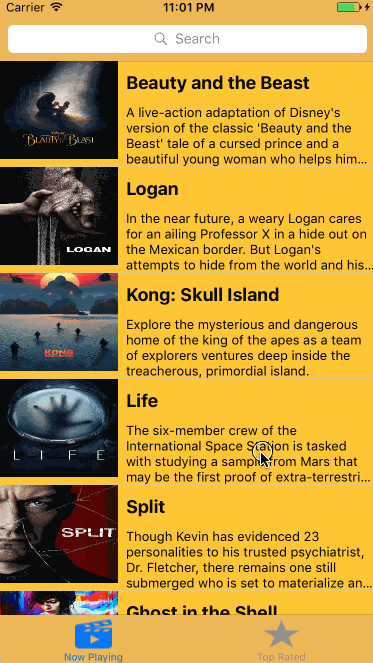 Carrier 11:01 PM
Search
Beauty and the Beast
A live-action adaptation of Disney's
version of the classic 'Beauty and the
Beast' tale of a cursed prince and a
beautiful young woman who helps him...
BEAUTY AND THE BEAST
Logan
In the near future, a weary Logan cares
for an ailing Professor X in a hide out on
the Mexican border. But Logan's
attempts to hide from the world and his...
LOGAN
Kong: Skull Island
Explore the mysterious and dangerous
home of the king of the apes as a team
of explorers ventures deep inside the
treacherous, primordial island.
KONG
Life
The six-member crew of the
International Space Station is tasked
with studying a sample from Mars that
may be the first proof of extra-terrestri...
LIFE
Split
Though Kevin has evidenced 23
personalities to his trusted psychiatrist,
Dr. Fletcher, there remains one still
submerged who is set to materialize an...
SPLIT
Ghost in the Shell
Now Playing
Top Rated